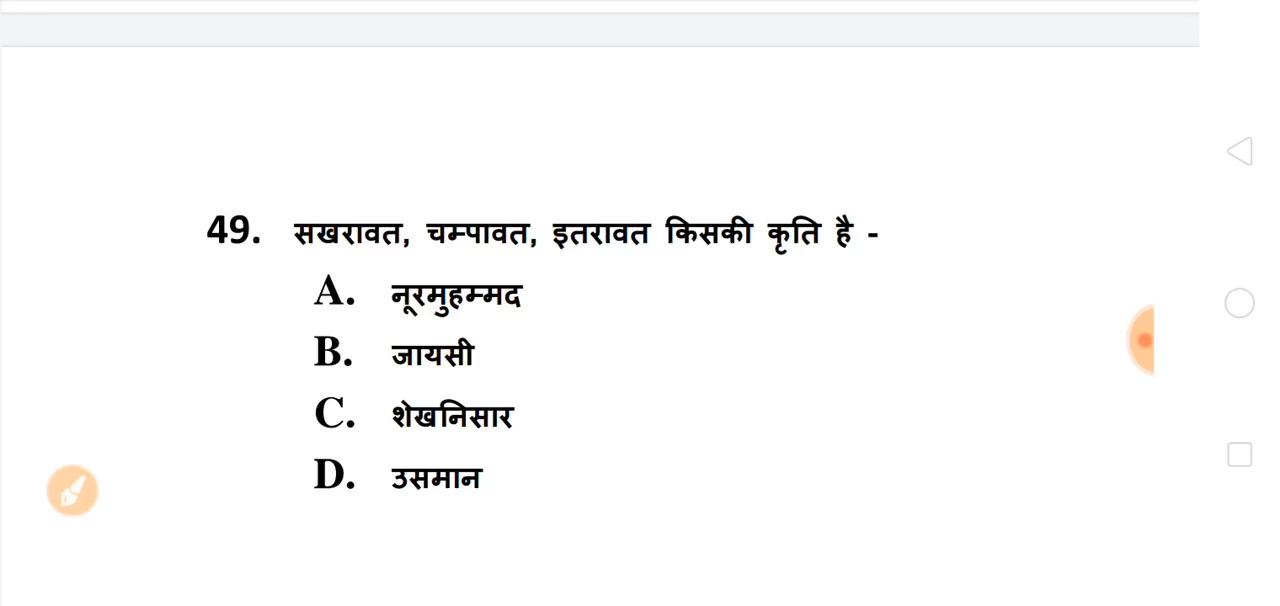 49. सखरावत, चम्पावत, इतरावत किसकी कृति है -
A. नूरमुहम्मद
B. जायसी
C. शेखनिसार
D. उसमान